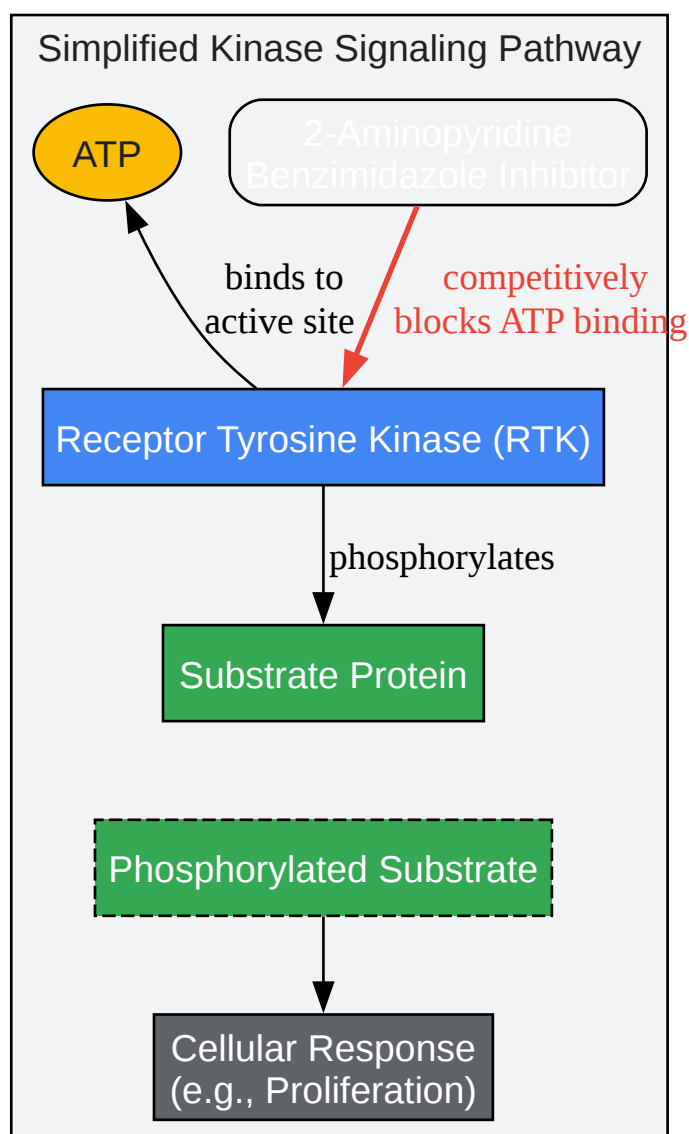 Simplified Kinase Signaling Pathway
ATP
2-Aminopyridine
Benzimidazole Inhibitor
binds to
active site
competitively
blocks ATP binding
Receptor Tyrosine Kinase (RTK)
phosphorylates
Substrate Protein
Phosphorylated Substrate
Cellular Response
(e.g., Proliferation)